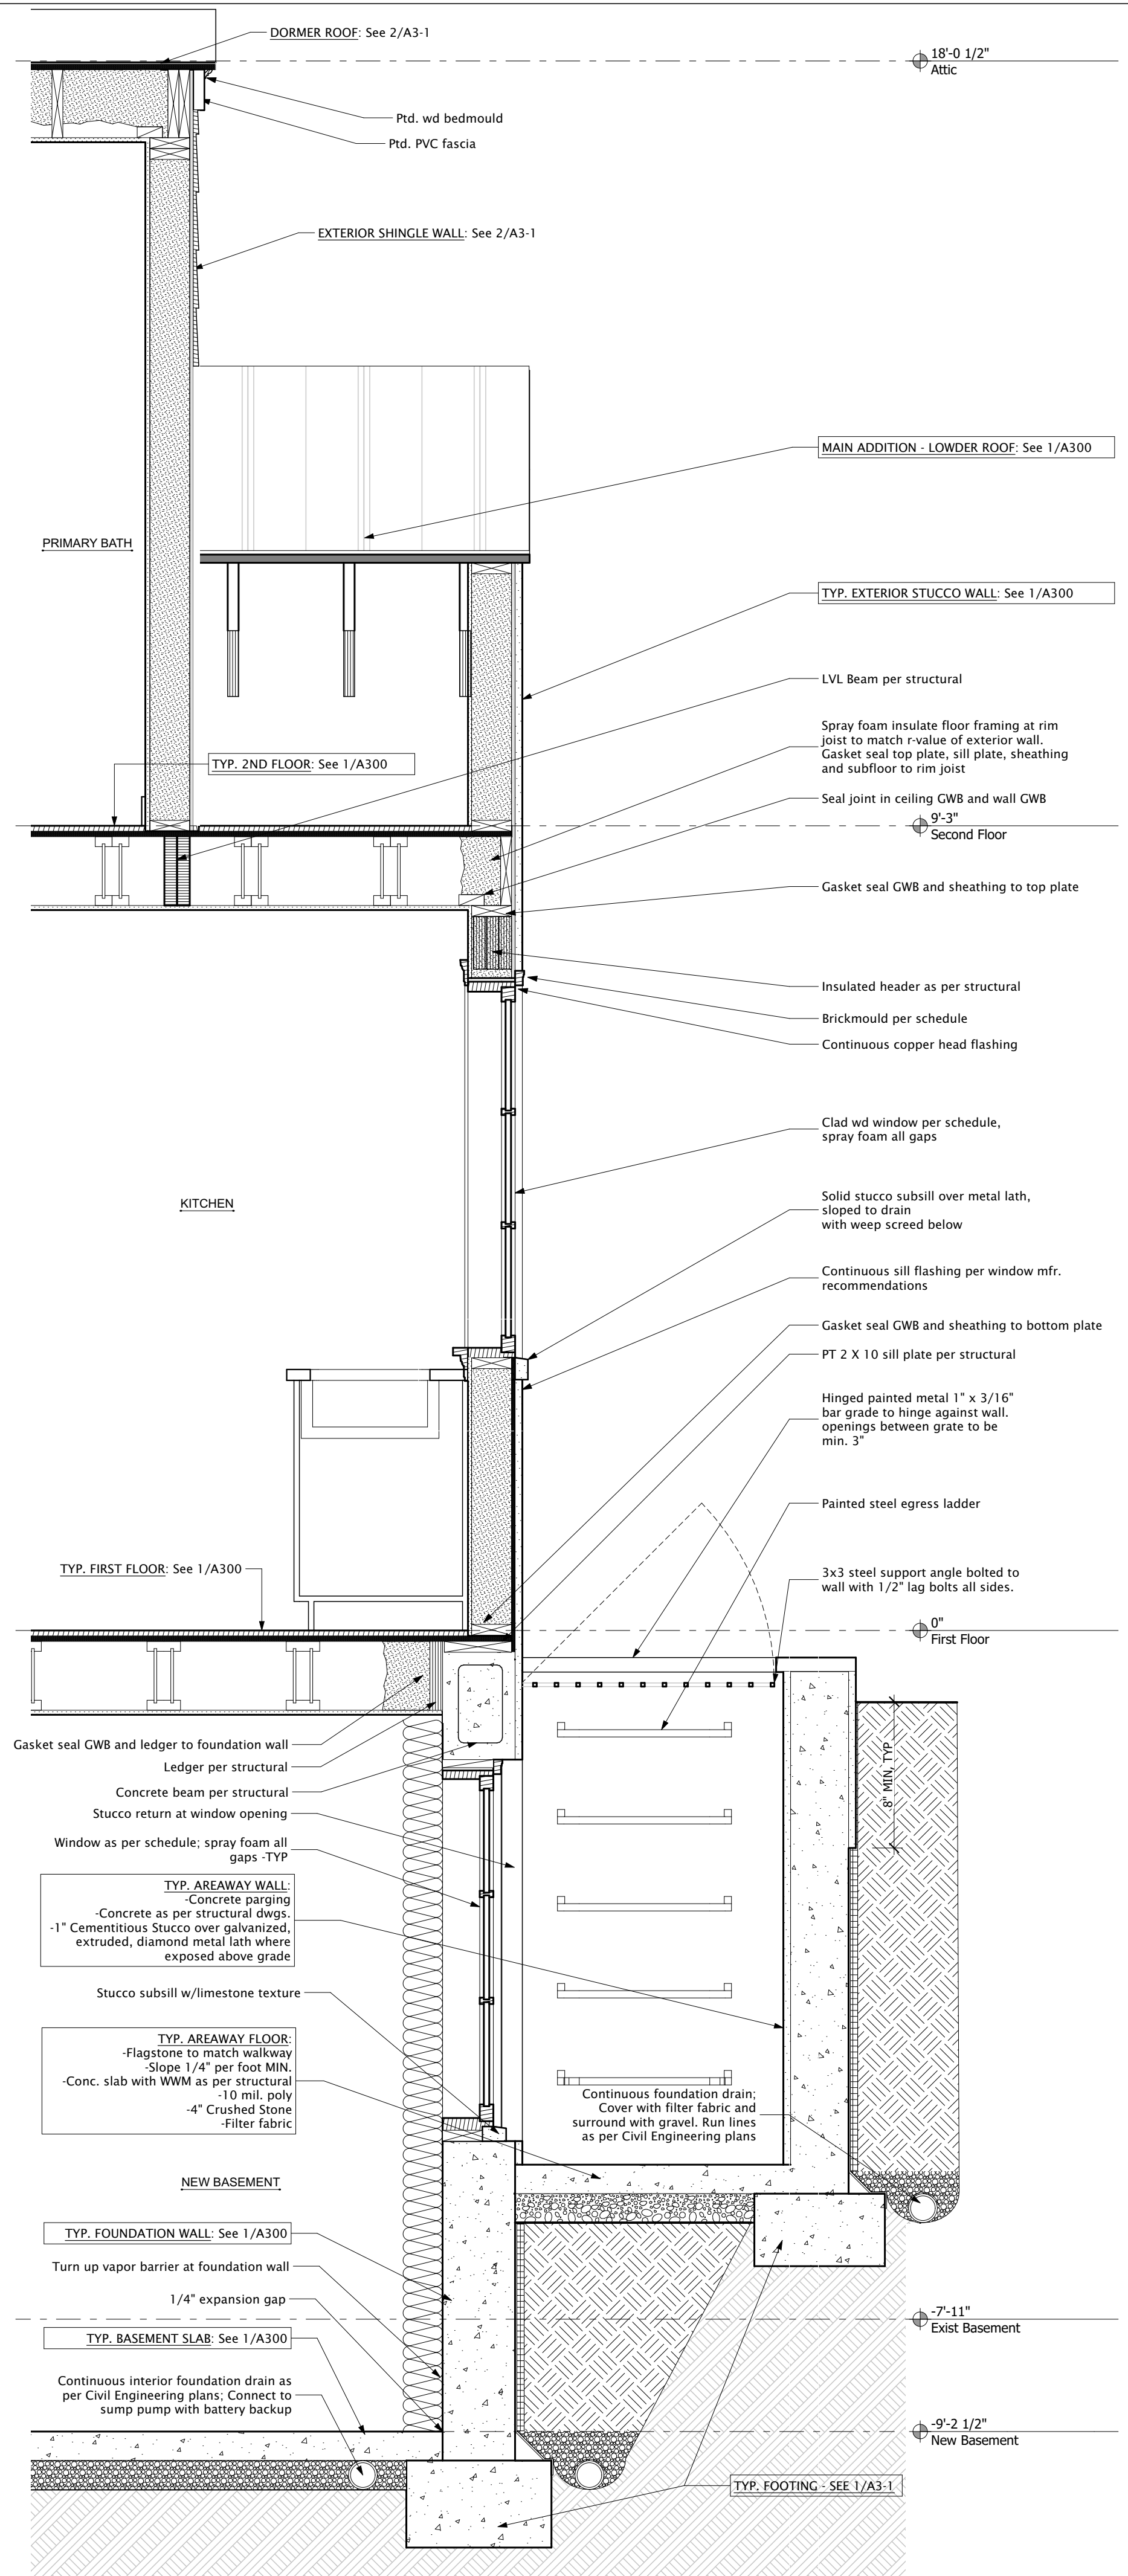 DORMER ROOF: See 2/A3-1
18'-0 1/2"
Attic
Ptd. wd bedmould
Ptd. PVC fascia
EXTERIOR SHINGLE WALL: See 2/A3-1
MAIN ADDITION - LOWDER ROOF: See 1/A300
PRIMARY BATH
TYP. EXTERIOR STUCCO WALL: See 1/A300
LVL Beam per structural
Spray foam insulate floor framing at rim
joist to match r-value of exterior wall.
Gasket seal top plate, sill plate, sheathing
and subfloor to rim joist
TYP. 2ND FLOOR: See 1/A300
Seal joint in ceiling GWB and wall GWB
9'-3"
Second Floor
Gasket seal GWB and sheathing to top plate
Insulated header as per structural
Brickmould per schedule
Continuous copper head flashing
Clad wd window per schedule,
spray foam all gaps
KITCHEN
Solid stucco subsill over metal lath,
sloped to drain
with weep screed below
Continuous sill flashing per window mfr.
recommendations
Gasket seal GWB and sheathing to bottom plate
PT 2 X 10 sill plate per structural
Hinged painted metal 1" x 3/16"
bar grade to hinge against wall.
openings between grate to be
min. 3"
Painted steel egress ladder
TYP. FIRST FLOOR: See 1/A300
3x3 steel support angle bolted to
wall with 1/2" lag bolts all sides.
0"
First Floor
Gasket seal GWB and ledger to foundation wall
Ledger per structural
Concrete beam per structural
Stucco return at window opening
8" MIN, TYP
Window as per schedule; spray foam all
gaps -TYP
TYP. AREAWAY WALL:
-Concrete parging
-Concrete as per structural dwgs.
-1" Cementitious Stucco over galvanized,
extruded, diamond metal lath where
exposed above grade
Stucco subsill w/limestone texture
TYP. AREAWAY FLOOR:
-Flagstone to match walkway
-Slope 1/4" per foot MIN.
-Conc. slab with WWM as per structural
-10 mil. poly
-4" Crushed Stone
-Filter fabric
Continuous foundation drain;
Cover with filter fabric and
surround with gravel. Run lines
as per Civil Engineering plans
NEW BASEMENT
TYP. FOUNDATION WALL: See 1/A300
Turn up vapor barrier at foundation wall
1/4" expansion gap
-7'-11"
Exist Basement
TYP. BASEMENT SLAB: See 1/A300
Continuous interior foundation drain as
per Civil Engineering plans; Connect to
sump pump with battery backup
-9'-2 1/2"
New Basement
TYP. FOOTING - SEE 1/A3-1